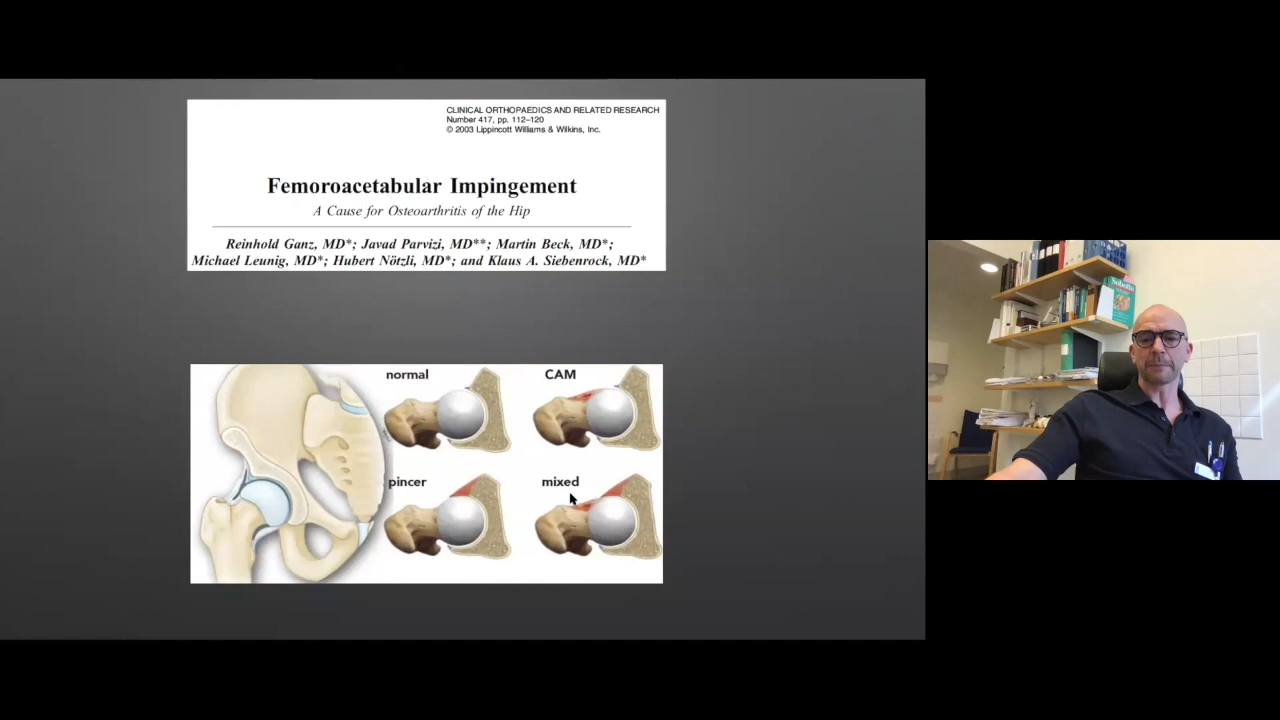 CLINICAL ORTHOPAEDICS AND RELATED RESEARCH
Number 417, pp. 112–120
© 2003 Lippincott Williams & Wilkins, Inc.
Femoroacetabular Impingement
A Cause for Osteoarthritis of the Hip
Reinhold Ganz, MD*; Javad Parvizi, MD**; Martin Beck, MD*;
Michael Leunig, MD*; Hubert Nötzli, MD*; and Klaus A. Siebenrock, MD*
normal
CAM
pincer
mixed
Sobotta